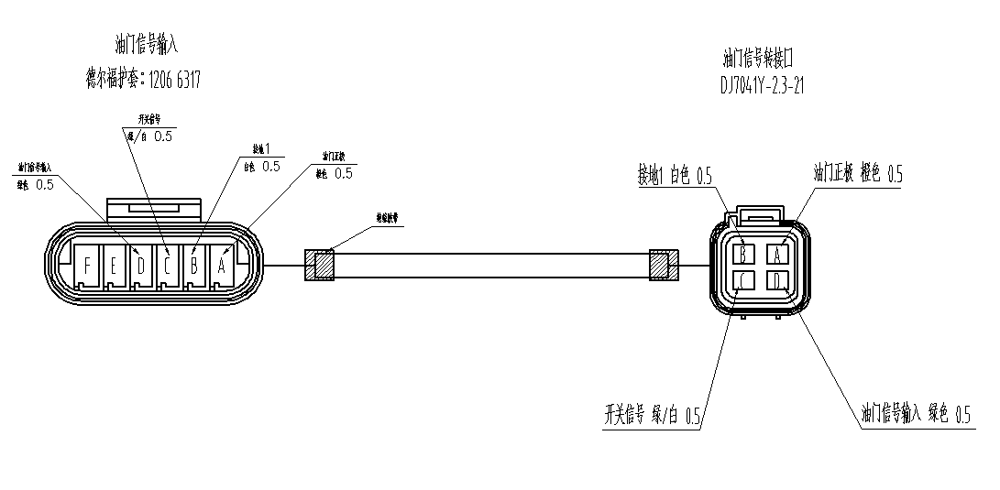 油门信号输入
德尔福护套:1206 6317
开关信号
绿/白 0.5
接地1
白色 0.5
油门正极
橙色 0.5
油门信号输入
绿色 0.5
绝缘胶带
F E D C B A
油门信号转接口
DJ7041Y-2.3-21
接地1 白色 0.5
油门正极 橙色 0.5
B A
C D
开关信号 绿/白 0.5
油门信号输入 绿色 0.5